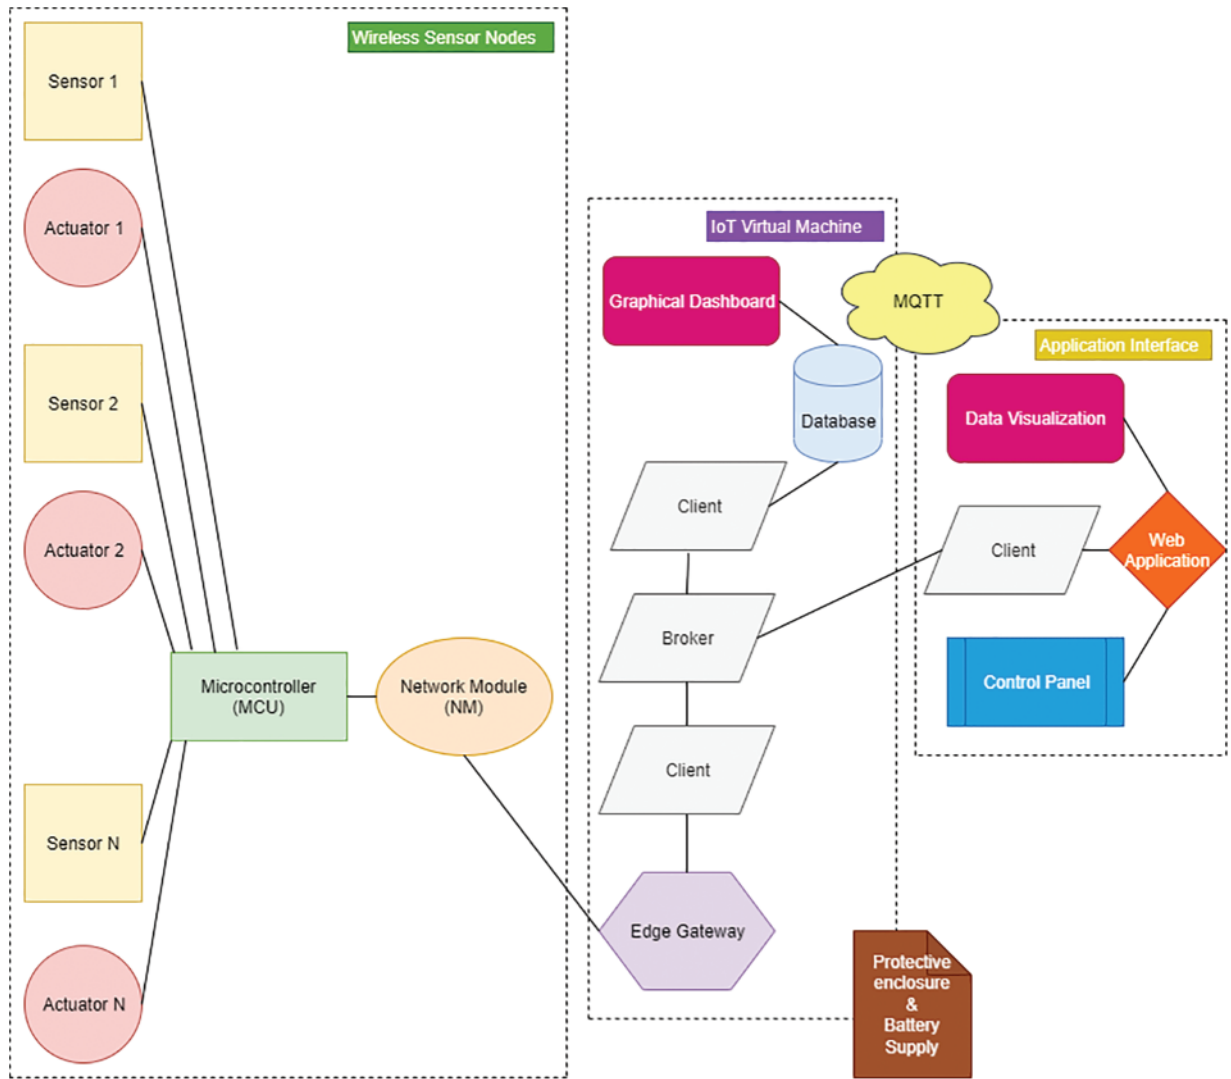 Wireless Sensor Nodes
Sensor 1
Actuator 1
Sensor 2
Actuator 2
Microcontroller
(MCU)
Network Module
(NM)
Sensor N
Actuator N
IoT Virtual Machine
Graphical Dashboard
MQTT
Database
Client
Broker
Client
Edge Gateway
Protective
enclosure
&
Battery
Supply
Application Interface
Data Visualization
Client
Web
Application
Control Panel